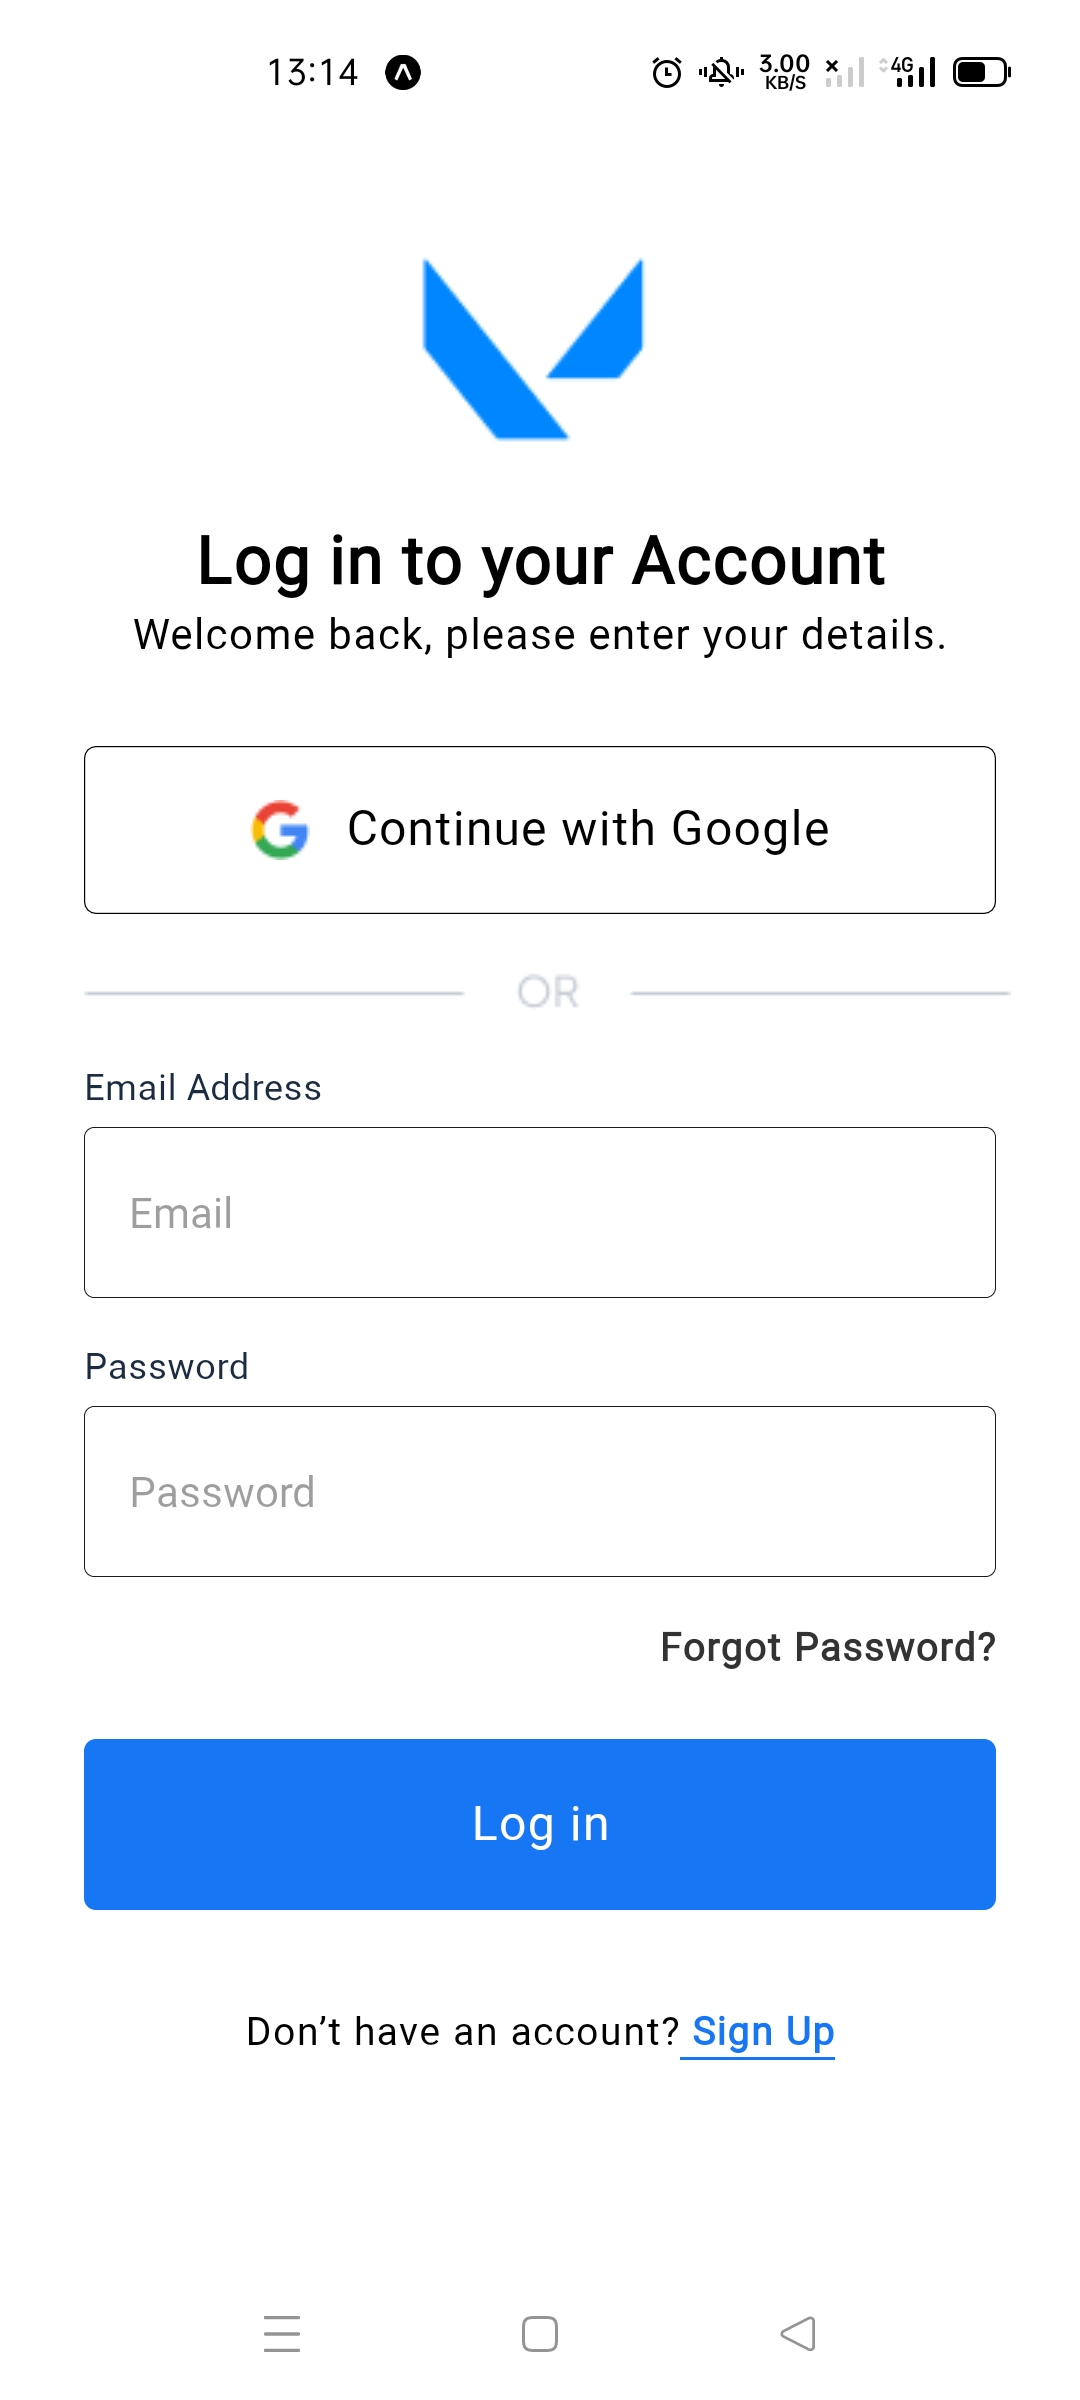 13:14 3.00 KB/S 4G
Log in to your Account
Welcome back, please enter your details.
Continue with Google
OR
Email Address
Email
Password
Password
Forgot Password?
Log in
Don’t have an account? Sign Up